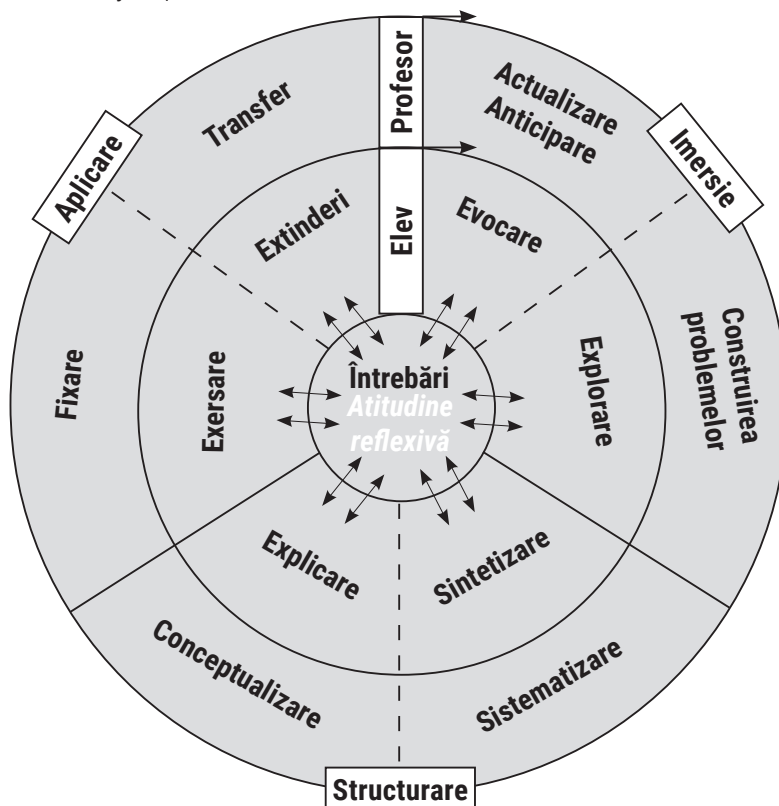 Profesor
Elev
Actualizare
Anticipare
Evocare
Imersie
Construirea
problemelor
Explorare
Sistematizare
Sintetizare
Structurare
Conceptualizare
Explicare
Fixare
Exersare
Aplicare
Transfer
Extinderi
Întrebări
Atitudine
reflexivă